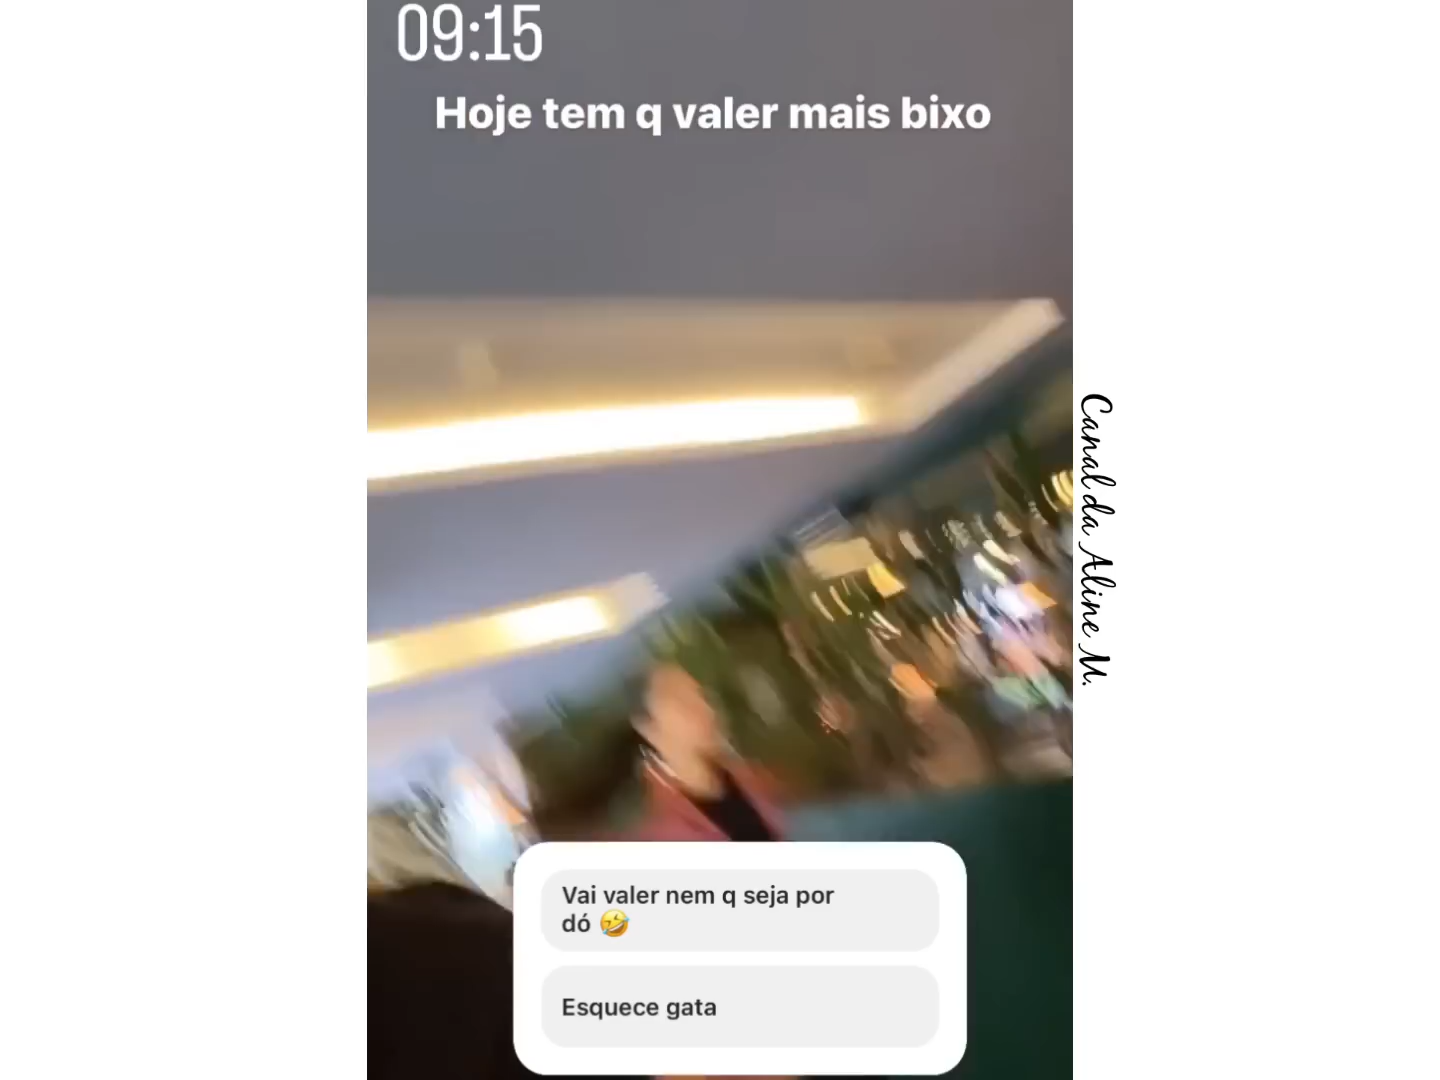 09:15
Hoje tem q valer mais bixo
Canal da Aline M.
Vai valer nem q seja por
dó 🤣
Esquece gata